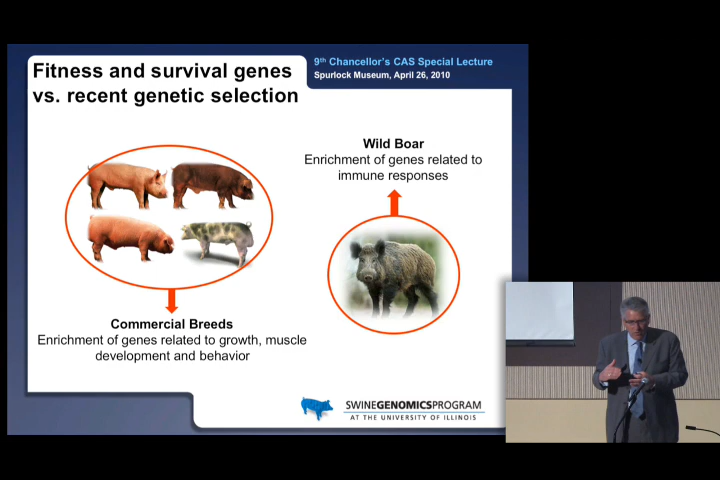 Fitness and survival genes
vs. recent genetic selection
9th Chancellor's CAS Special Lecture
Spurlock Museum, April 26, 2010
Wild Boar
Enrichment of genes related to
immune responses
Commercial Breeds
Enrichment of genes related to growth, muscle
development and behavior
SWINEGENOMICSPROGRAM
AT THE UNIVERSITY OF ILLINOIS